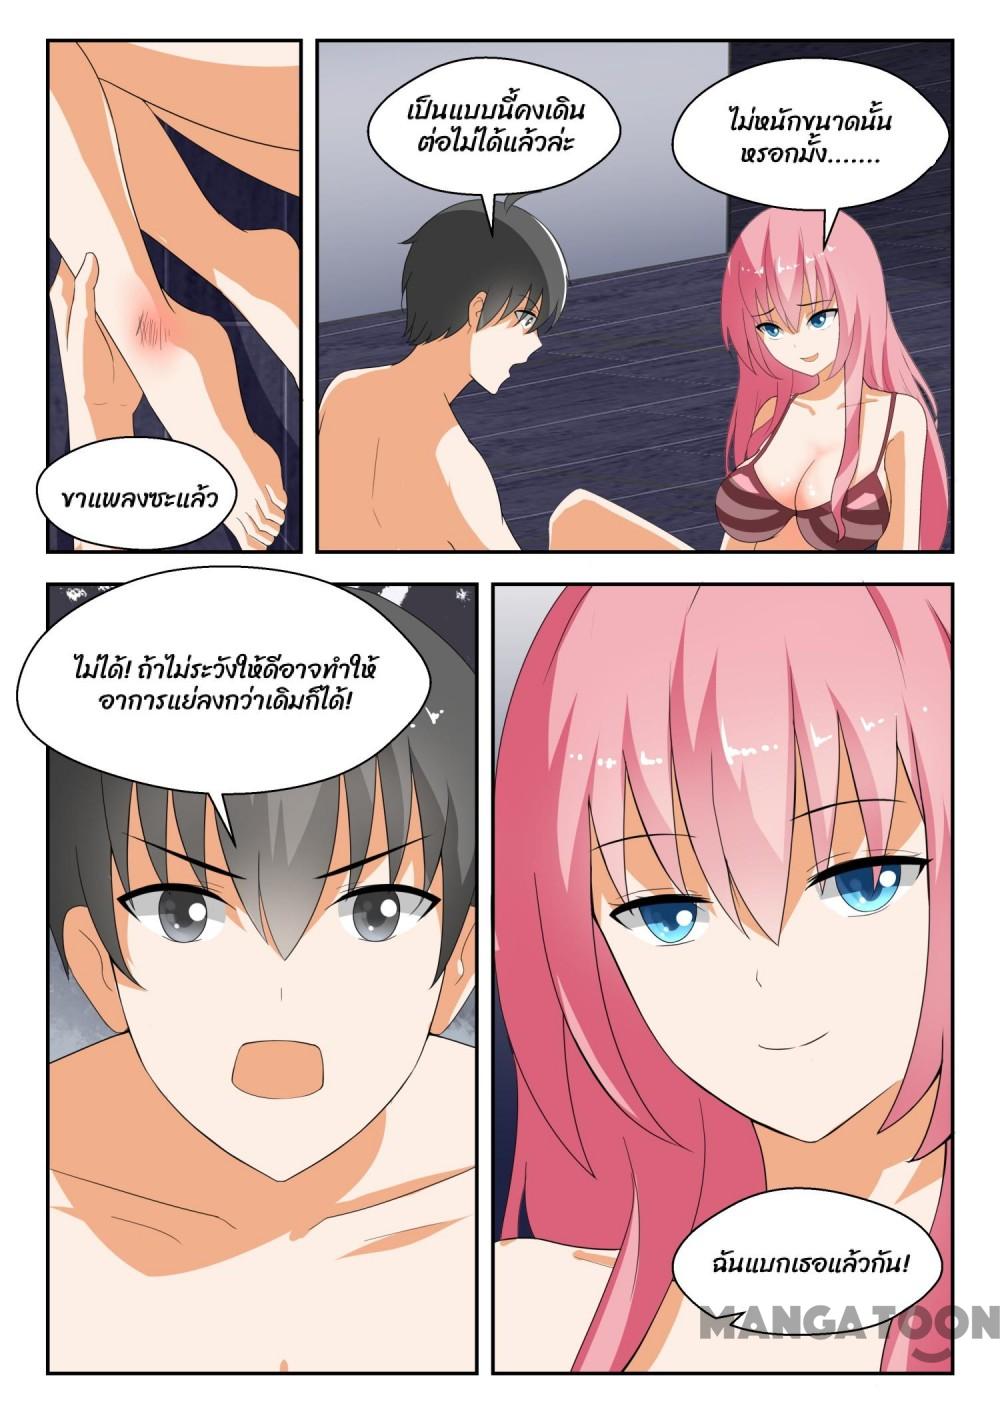 ขาแพลงซะแล้ว
เป็นแบบนี้คงเดิน
ต่อไม่ได้แล้วล่ะ
ไม่หนักขนาดนั้น
หรอกมั้ง.......
ไม่ได้! ถ้าไม่ระวังให้ดีอาจทำให้
อาการแย่ลงกว่าเดิมก็ได้!
ฉันแบกเธอแล้วกัน!
MANGATOON